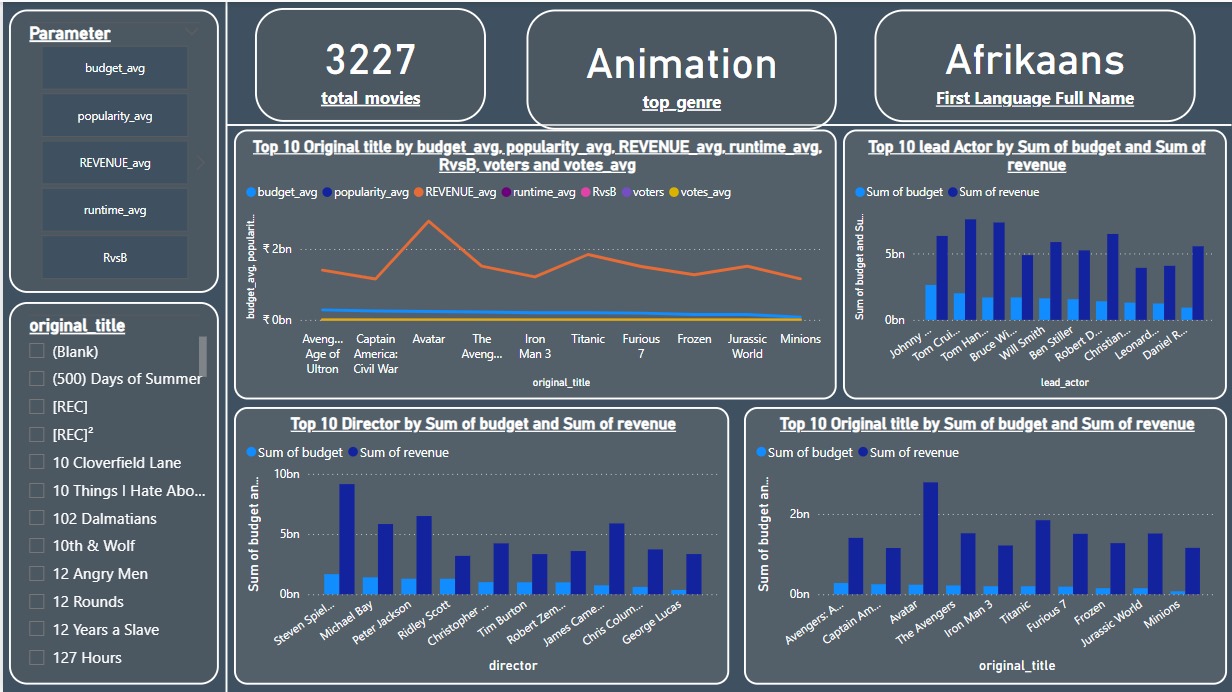 Parameter
budget_avg
popularity_avg
REVENUE_avg
runtime_avg
RvsB
original_title
(Blank)
(500) Days of Summer
[REC]
[REC]²
10 Cloverfield Lane
10 Things I Hate Abo...
102 Dalmatians
10th & Wolf
12 Angry Men
12 Rounds
12 Years a Slave
127 Hours
3227
total_movies
Animation
top_genre
Afrikaans
First Language Full Name
Top 10 Original title by budget_avg, popularity_avg, REVENUE_avg, runtime_avg,
RvsB, voters and votes_avg
budget_avg popularity_avg REVENUE_avg runtime_avg RvsB voters votes_avg
budget_avg, popularit...
₹ 2bn
₹ 0bn
Aveng... Age of Ultron
Captain America: Civil War
Avatar
The Aveng...
Iron Man 3
Titanic
Furious 7
Frozen
Jurassic World
Minions
original_title
Top 10 lead Actor by Sum of budget and Sum of
revenue
Sum of budget Sum of revenue
Sum of budget and Su...
5bn
0bn
Johnny ...
Tom Crui...
Tom Han...
Bruce Wi...
Will Smith
Ben Stiller
Robert D...
Christian...
Leonard...
Daniel R...
lead_actor
Top 10 Director by Sum of budget and Sum of revenue
Sum of budget Sum of revenue
Sum of budget an...
10bn
5bn
0bn
Steven Spiel...
Michael Bay
Peter Jackson
Ridley Scott
Christopher ...
Tim Burton
Robert Zem...
James Came...
Chris Colum...
George Lucas
director
Top 10 Original title by Sum of budget and Sum of revenue
Sum of budget Sum of revenue
Sum of budget an...
2bn
0bn
Avengers: A...
Captain Am...
Avatar
The Avengers
Iron Man 3
Titanic
Furious 7
Frozen
Jurassic World
Minions
original_title